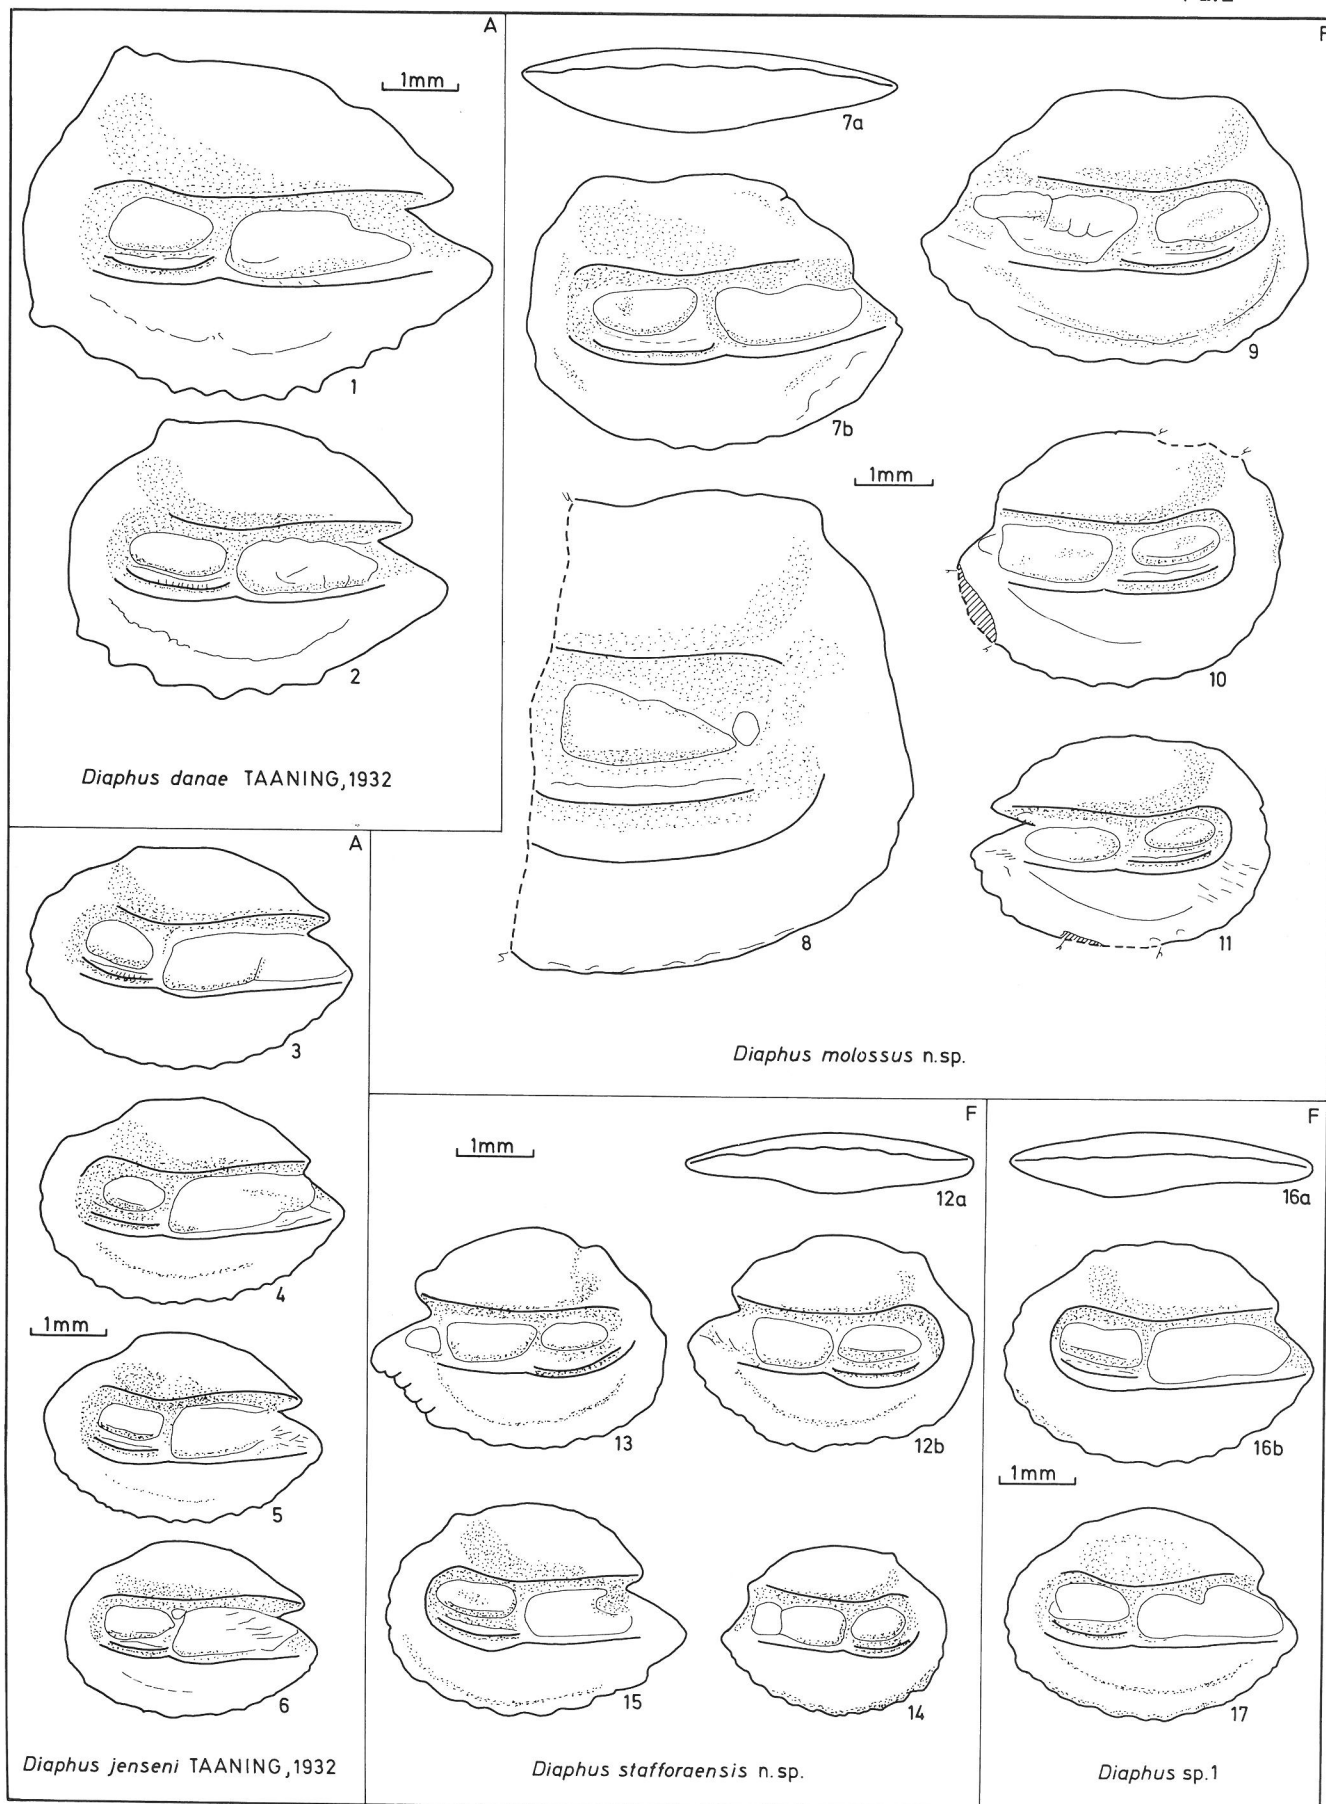 A
1mm
1
2
Diaphus danae TAANING, 1932
7a
7b
9
1mm
10
8
11
Diaphus molossus n.sp.
A
3
4
1mm
5
6
Diaphus jenseni TAANING, 1932
F
1mm
12a
13
12b
15
14
Diaphus stafforaensis n.sp.
F
16a
16b
1mm
17
Diaphus sp.1